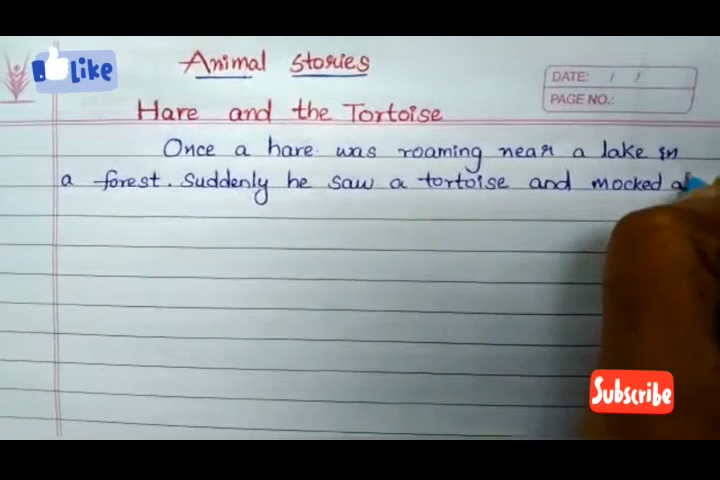 Like
Animal stories
DATE: / /
PAGE NO.:
Hare and the Tortoise
Once a hare was roaming near a lake in
a forest. Suddenly he saw a tortoise and mocked
Subscribe